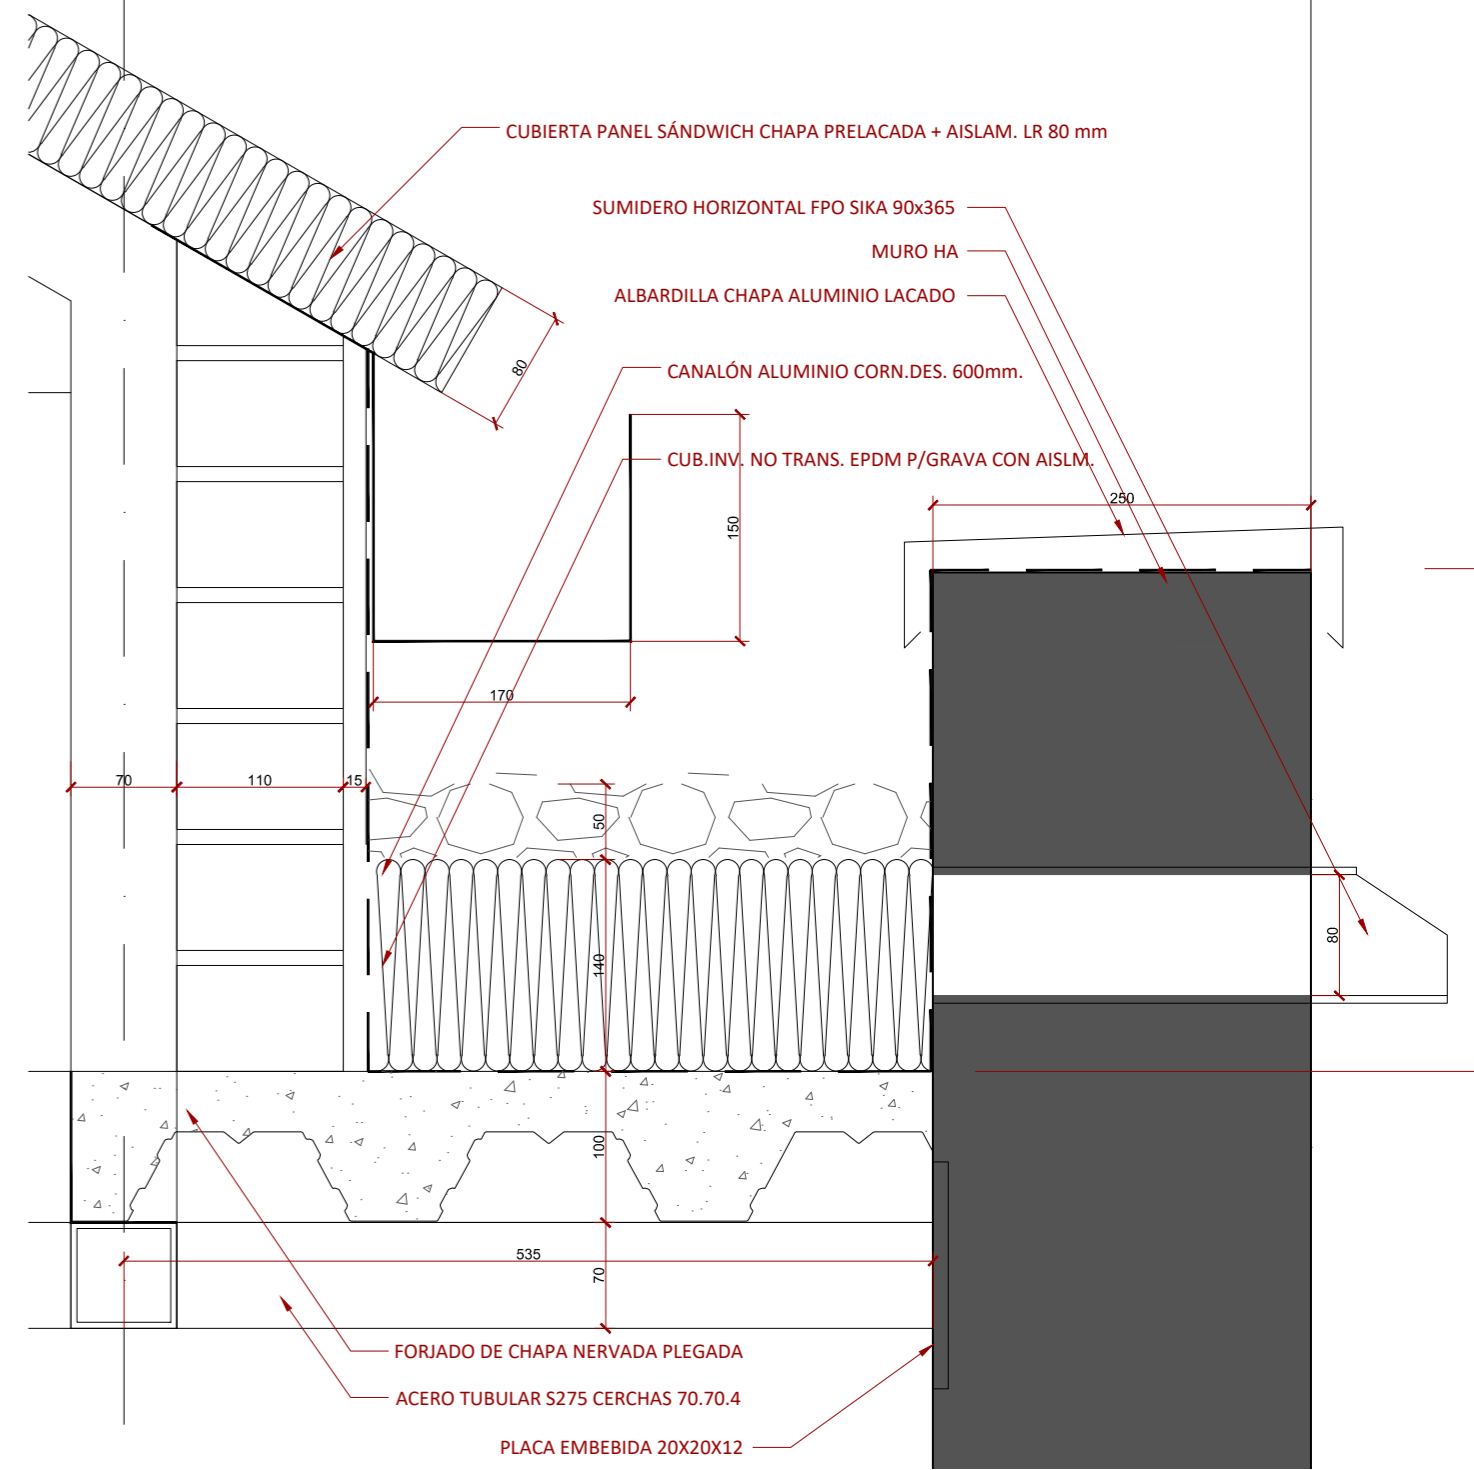 CUBIERTA PANEL SÁNDWICH CHAPA PRELACADA + AISLAM. LR 80 mm
SUMIDERO HORIZONTAL FPO SIKA 90x365
MURO HA
ALBARDILLA CHAPA ALUMINIO LACADO
80
CANALÓN ALUMINIO CORN.DES. 600mm.
CUB.INV. NO TRANS. EPDM P/GRAVA CON AISLM.
250
150
170
70
110
15
50
80
140
100
535
70
FORJADO DE CHAPA NERVADA PLEGADA
ACERO TUBULAR S275 CERCHAS 70.70.4
PLACA EMBEBIDA 20X20X12